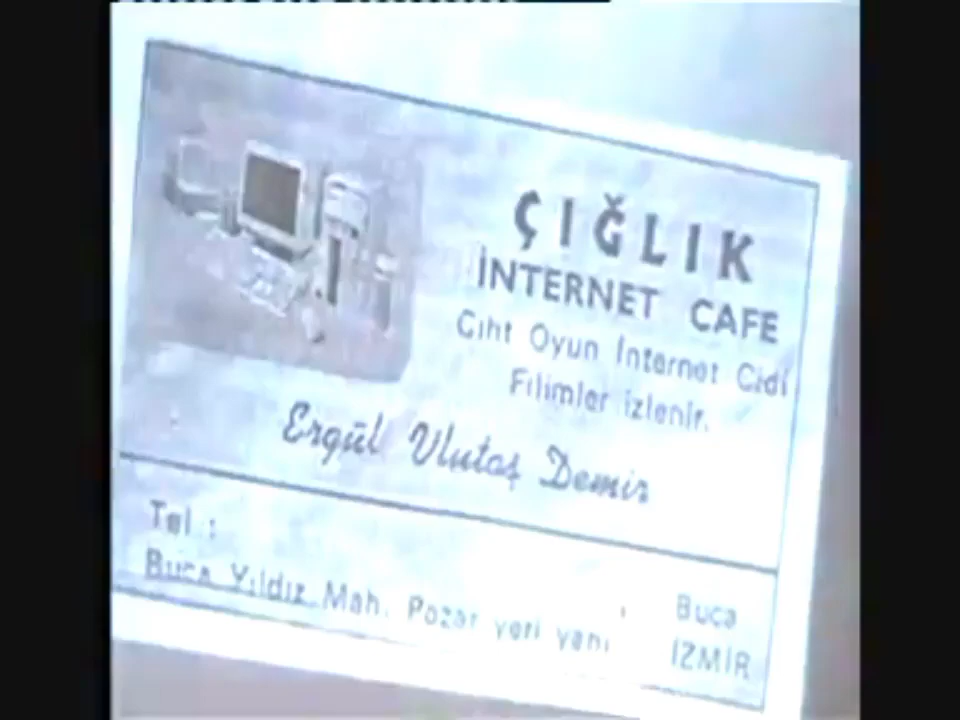 ÇIĞLIK
İNTERNET CAFE
Cıht Oyun İnternet Cidi
Filimler izlenir.
Ergül Ulutaş Demir
Tel :
Buca Yıldız Mah. Pazar yeri yanı
Buca
İZMİR